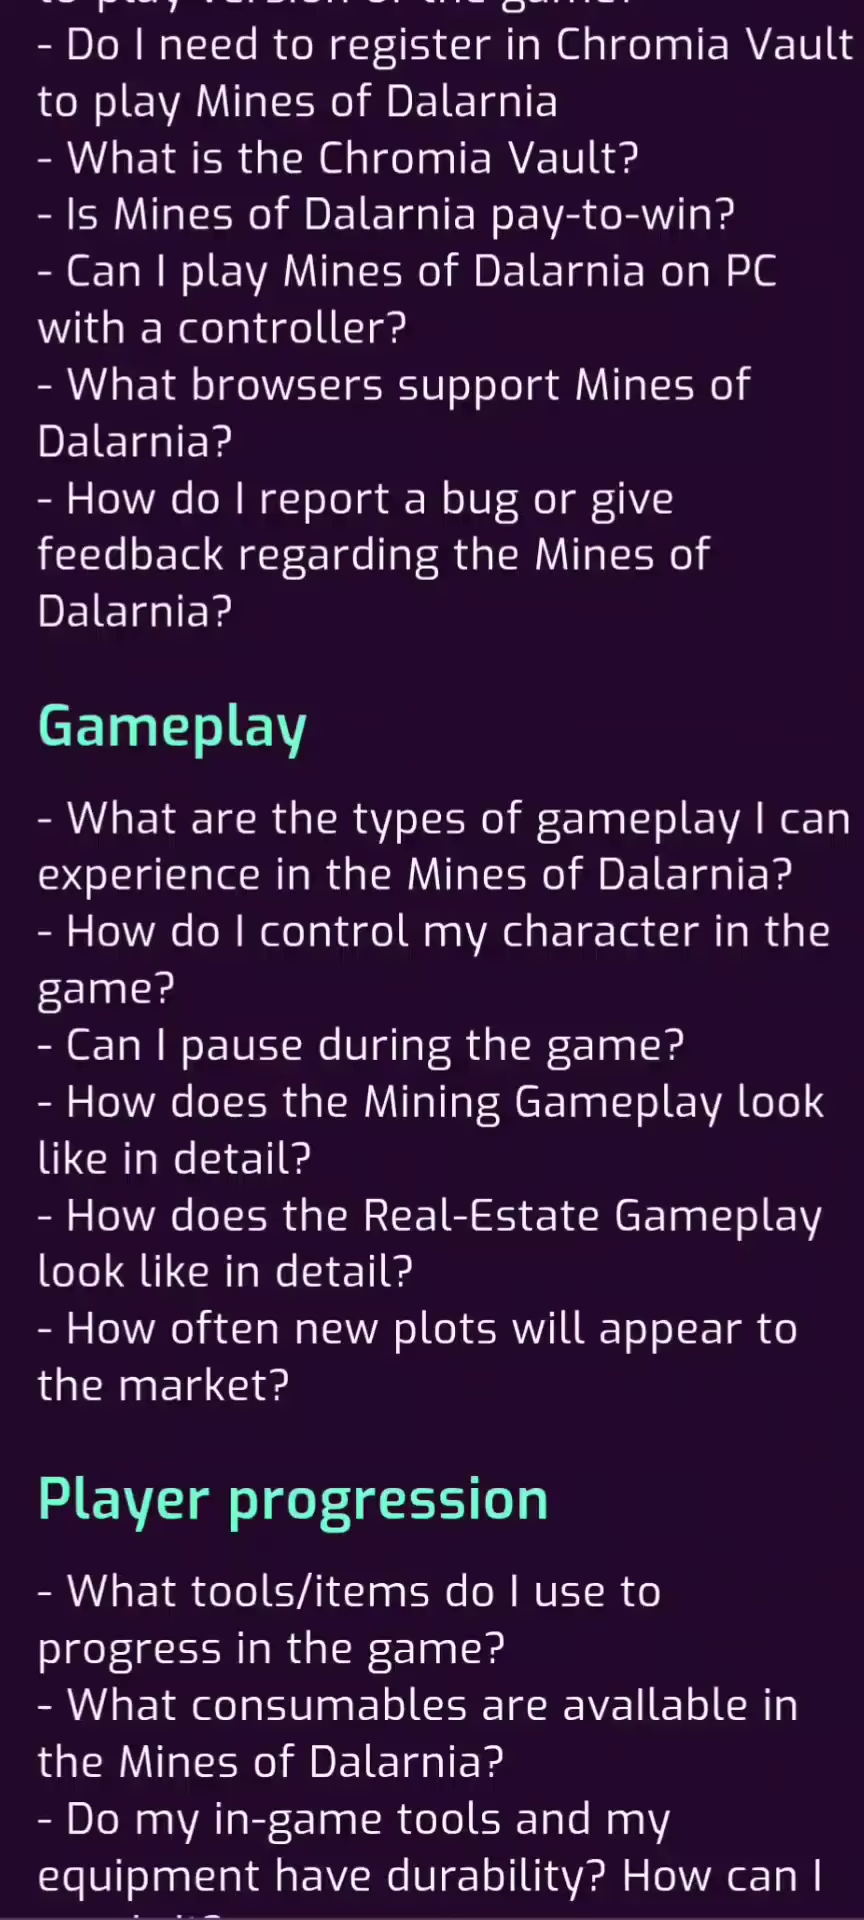 to play version of the game?
- Do I need to register in Chromia Vault
to play Mines of Dalarnia
- What is the Chromia Vault?
- Is Mines of Dalarnia pay-to-win?
- Can I play Mines of Dalarnia on PC
with a controller?
- What browsers support Mines of
Dalarnia?
- How do I report a bug or give
feedback regarding the Mines of
Dalarnia?
Gameplay
- What are the types of gameplay I can
experience in the Mines of Dalarnia?
- How do I control my character in the
game?
- Can I pause during the game?
- How does the Mining Gameplay look
like in detail?
- How does the Real-Estate Gameplay
look like in detail?
- How often new plots will appear to
the market?
Player progression
- What tools/items do I use to
progress in the game?
- What consumables are avaIlable in
the Mines of Dalarnia?
- Do my in-game tools and my
equipment have durability? How can I